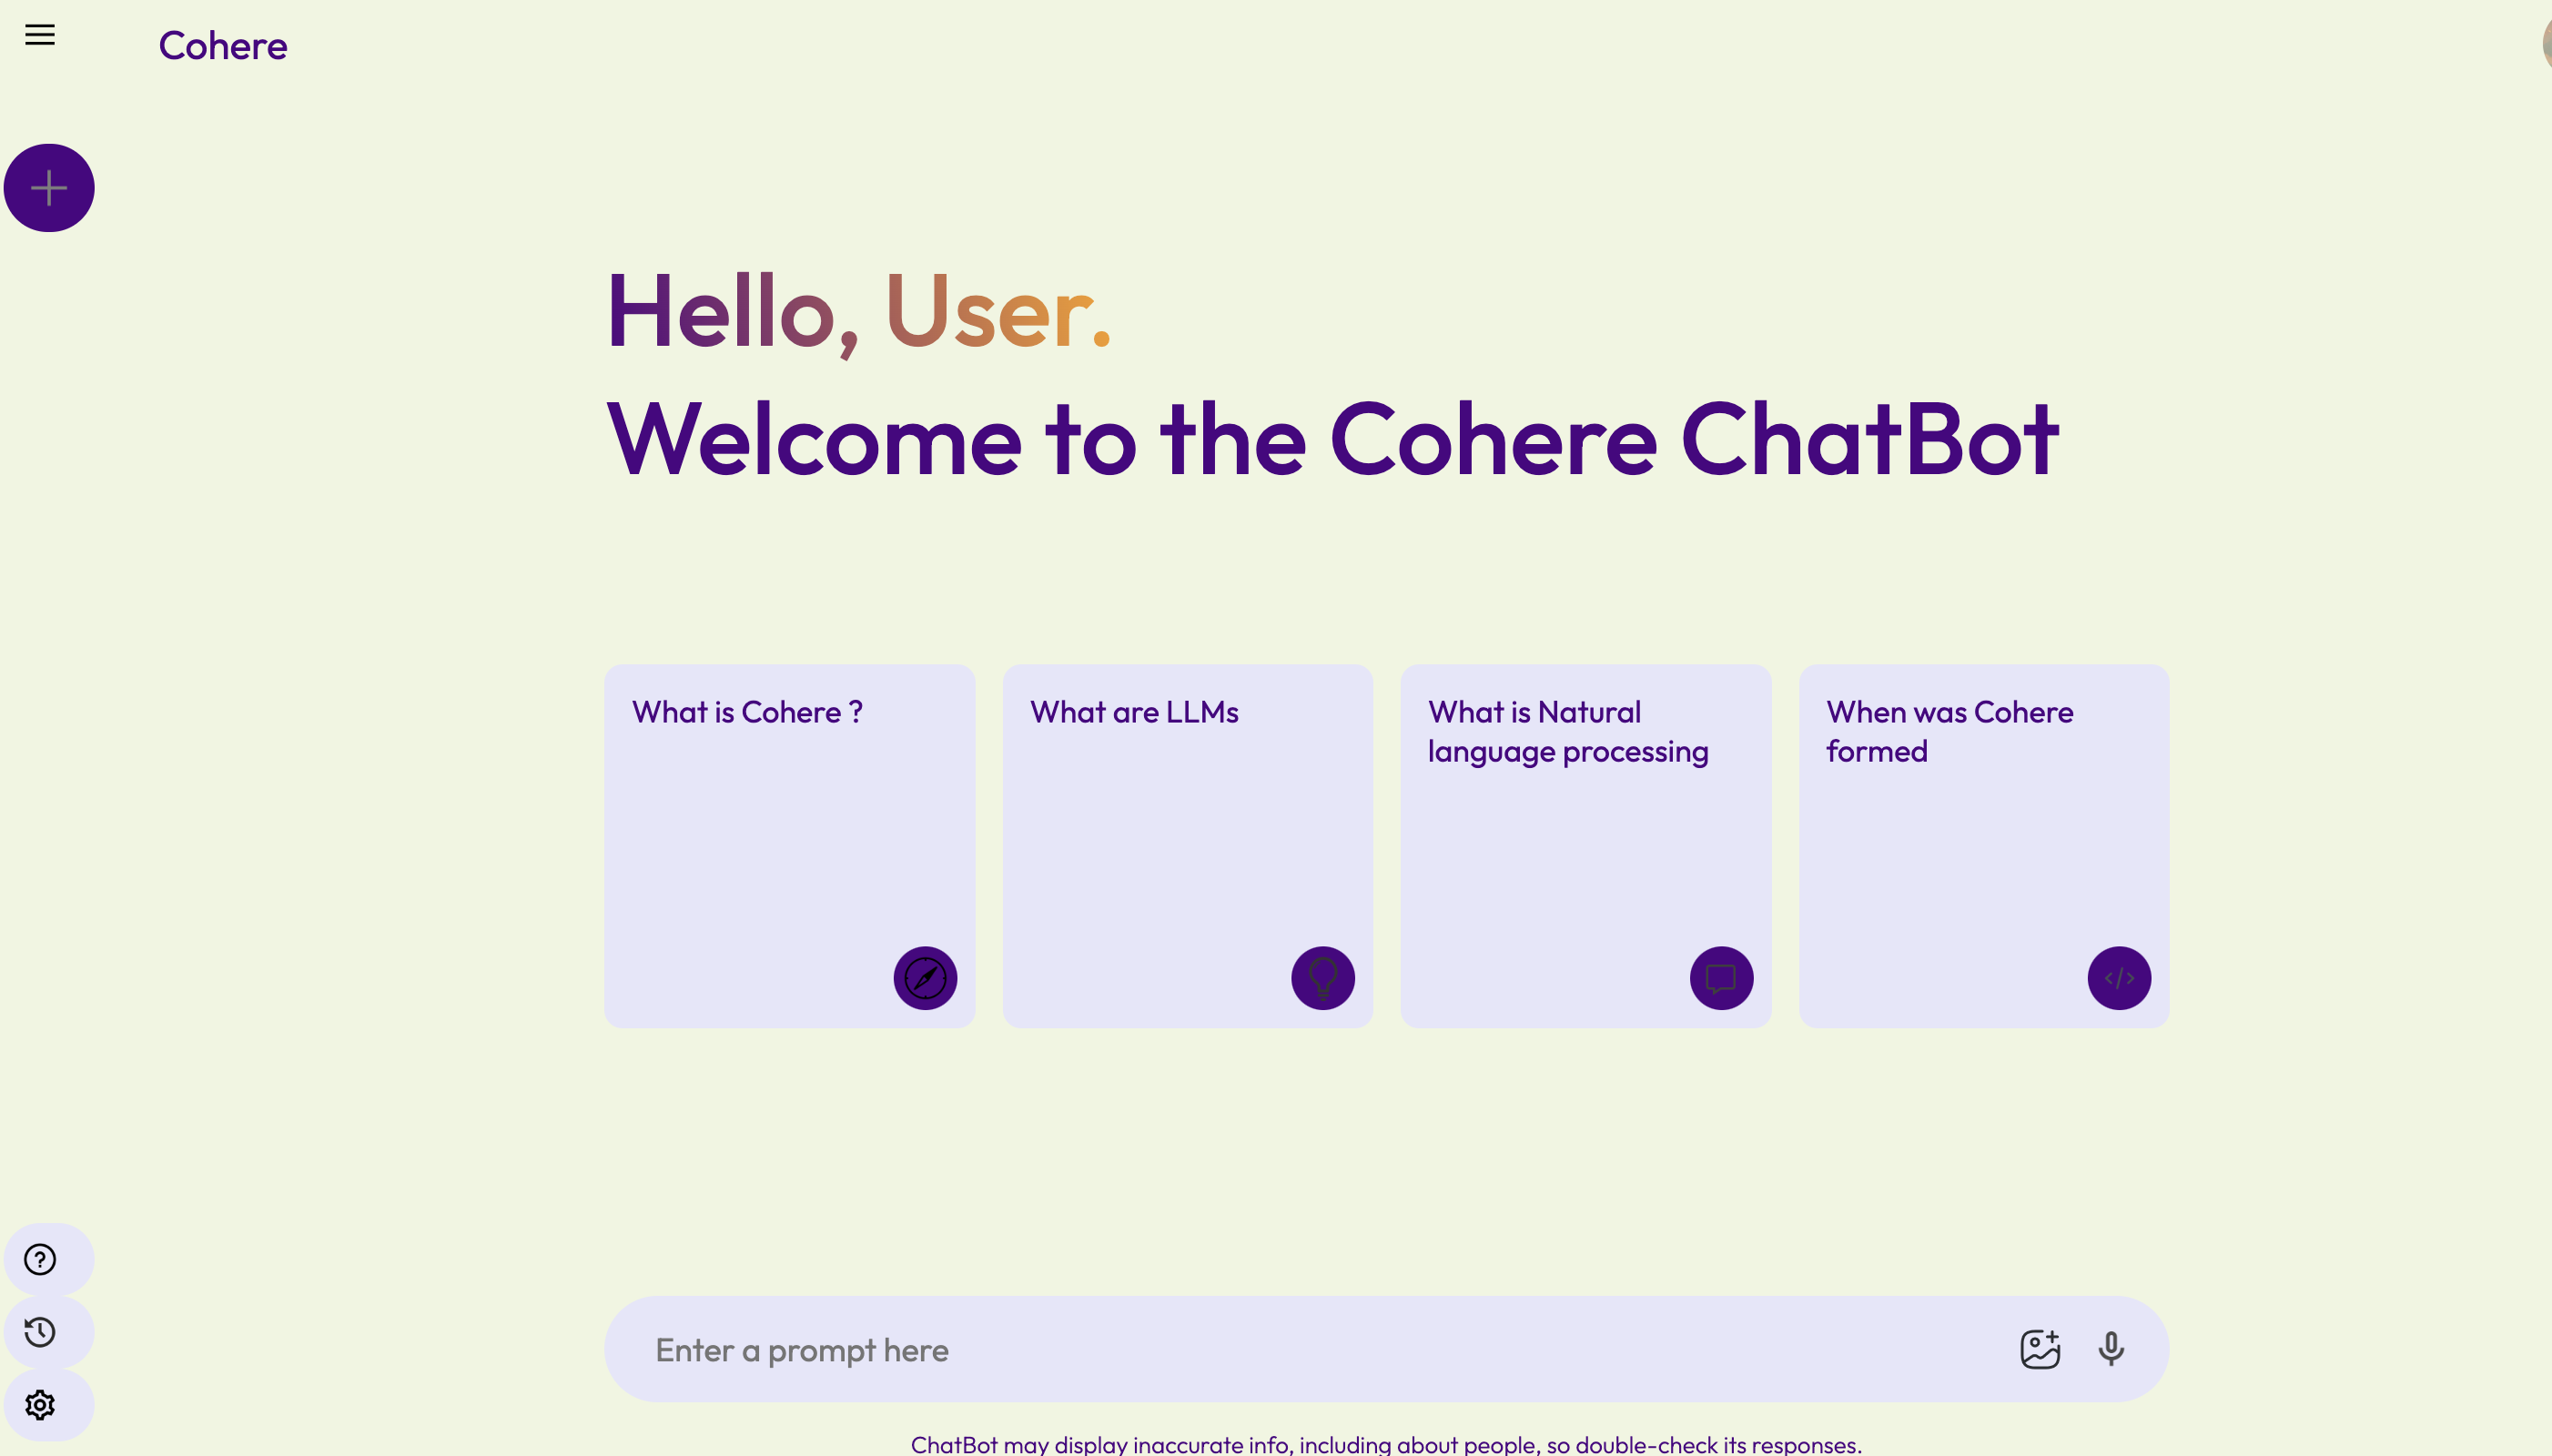 Cohere
Hello, User.
Welcome to the Cohere ChatBot
What is Cohere ?
What are LLMs
What is Natural
language processing
When was Cohere
formed
Enter a prompt here
ChatBot may display inaccurate info, including about people, so double-check its responses.